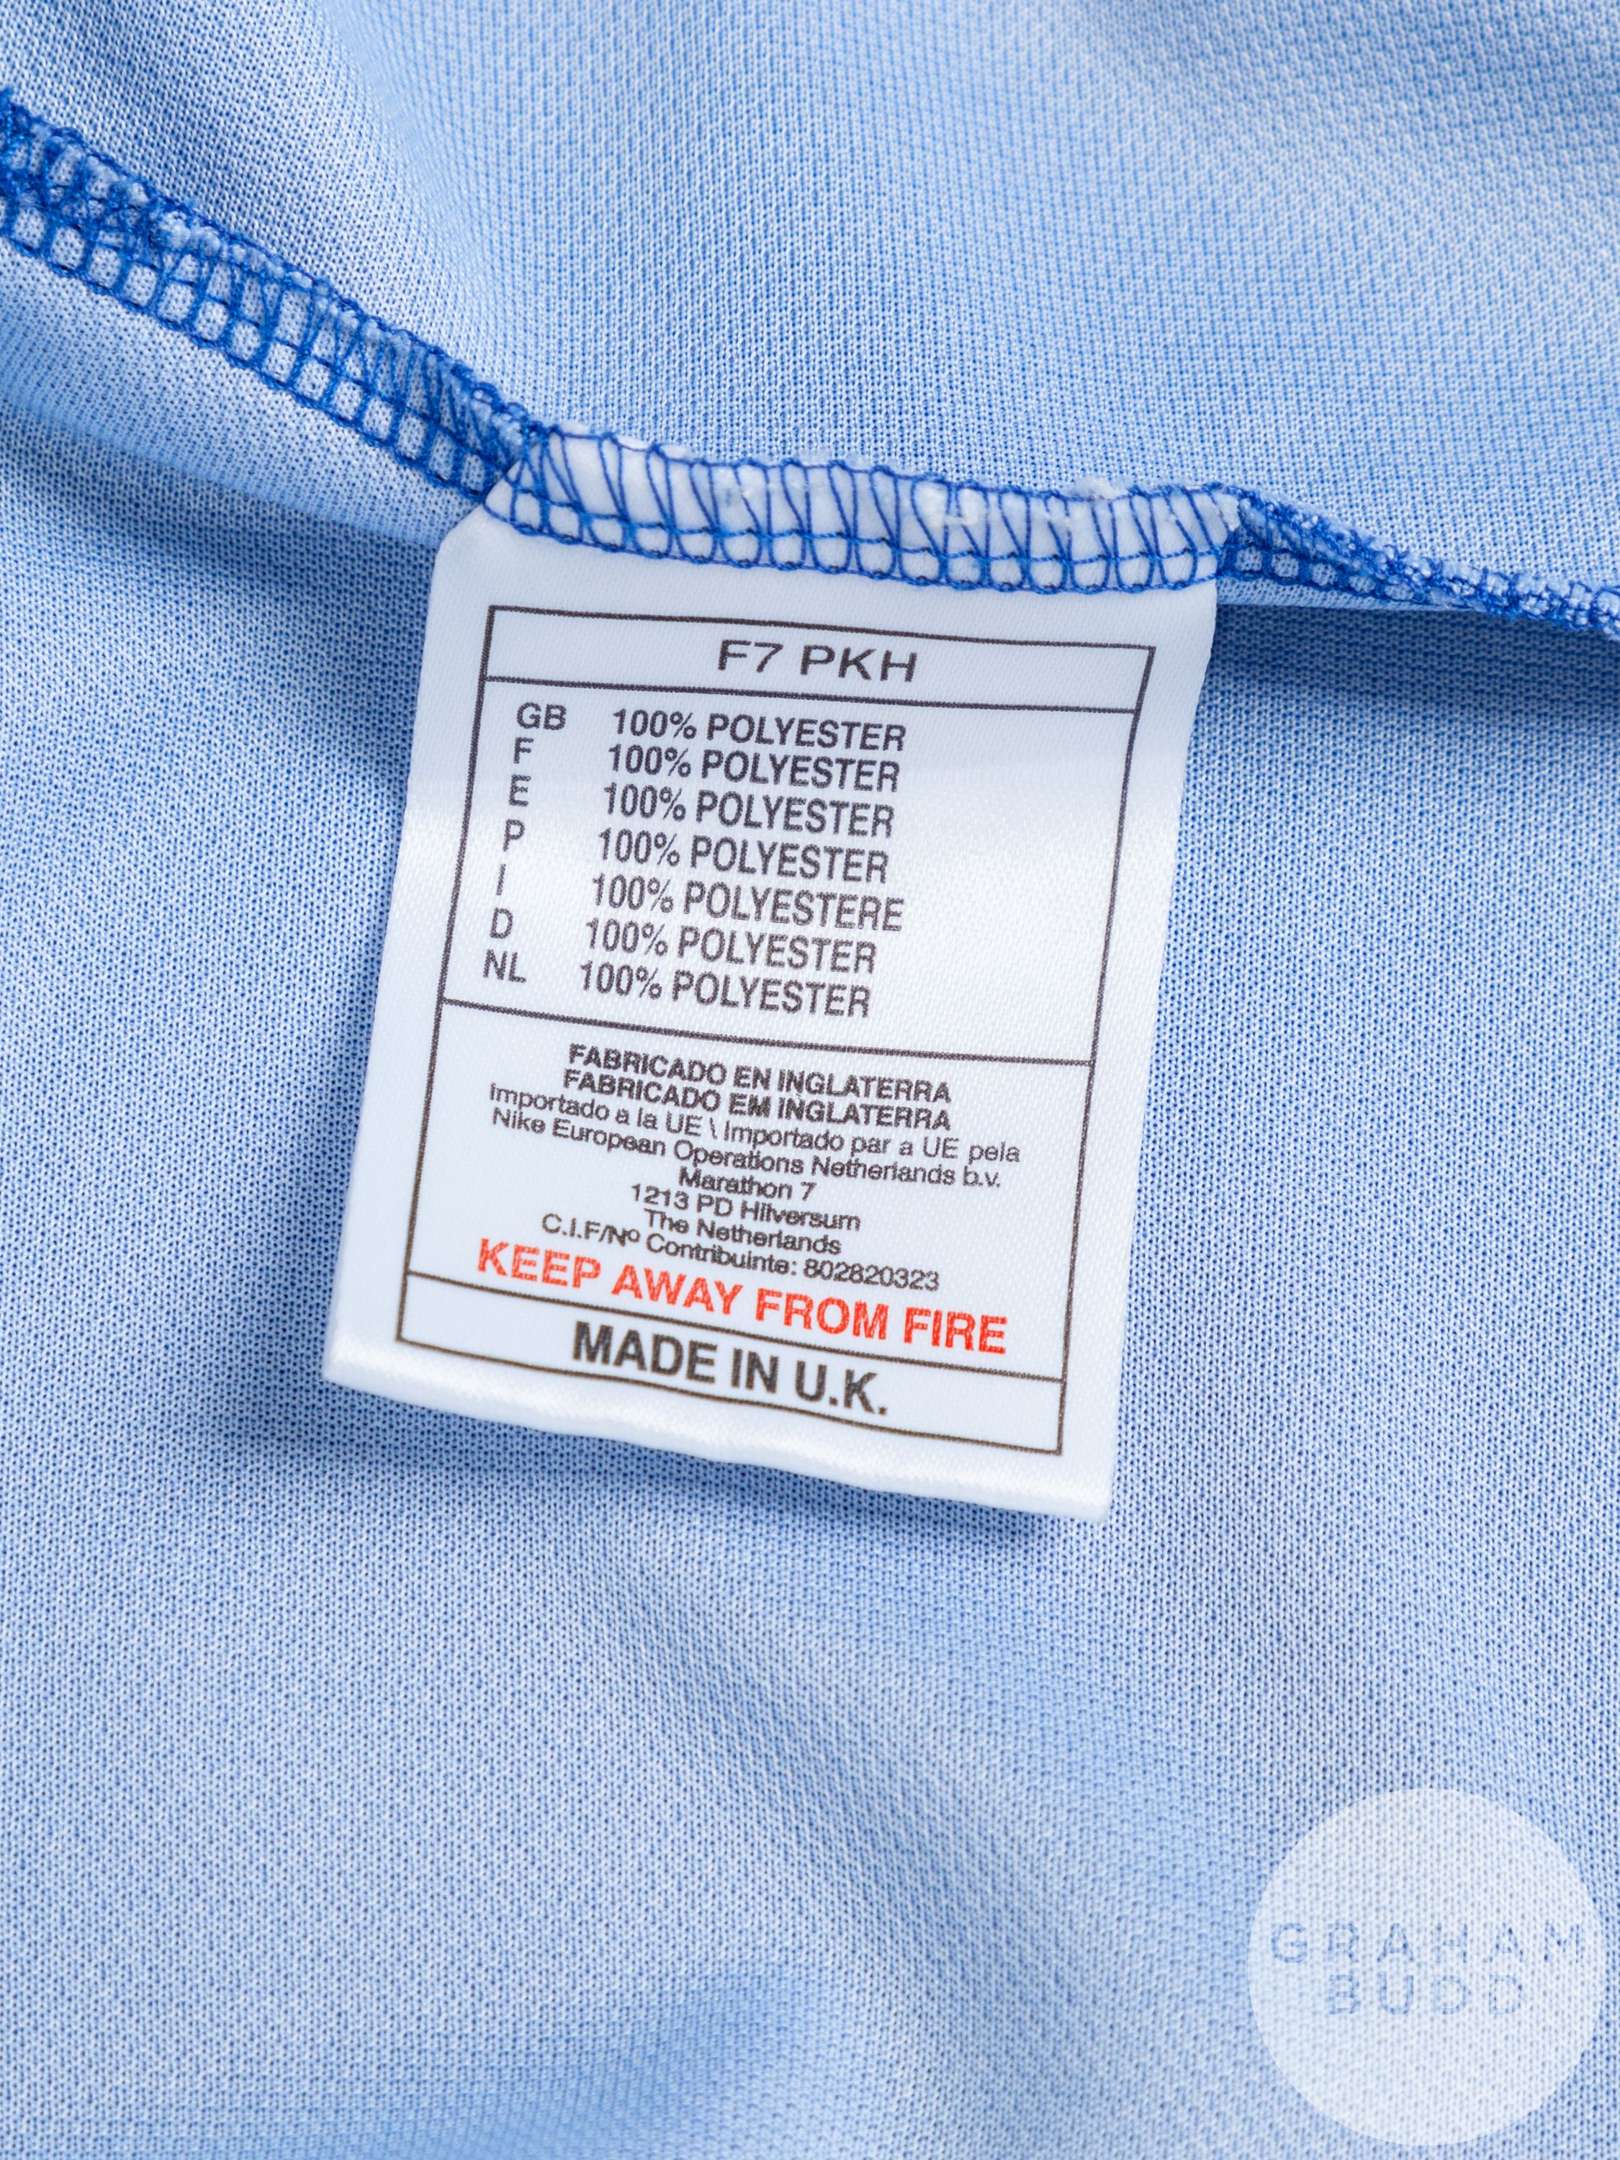 F7 PKH
GB 100% POLYESTER
F 100% POLYESTER
E 100% POLYESTER
P 100% POLYESTER
I 100% POLYESTERE
D 100% POLYESTER
NL 100% POLYESTER
FABRICADO EN INGLATERRA
FABRICADO EM INGLATERRA
Importado a la UE \ Importado par a UE pela
Nike European Operations Netherlands b.v.
Marathon 7
1213 PD Hilversum
The Netherlands
C.I.F/Nº Contribuinte: 802820323
KEEP AWAY FROM FIRE
MADE IN U.K.
GRAHAM
BUDD